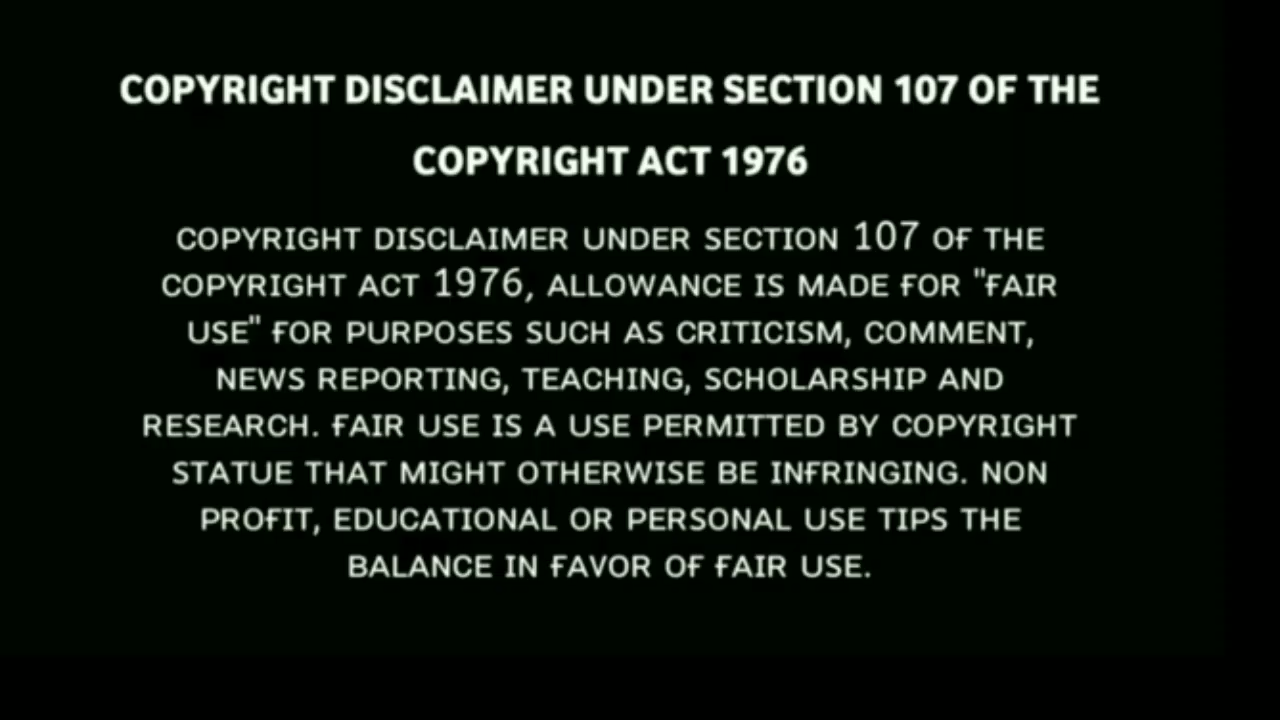 COPYRIGHT DISCLAIMER UNDER SECTION 107 OF THE
COPYRIGHT ACT 1976
COPYRIGHT DISCLAIMER UNDER SECTION 107 OF THE
COPYRIGHT ACT 1976, ALLOWANCE IS MADE FOR "FAIR
USE" FOR PURPOSES SUCH AS CRITICISM, COMMENT,
NEWS REPORTING, TEACHING, SCHOLARSHIP AND
RESEARCH. FAIR USE IS A USE PERMITTED BY COPYRIGHT
STATUE THAT MIGHT OTHERWISE BE INFRINGING. NON
PROFIT, EDUCATIONAL OR PERSONAL USE TIPS THE
BALANCE IN FAVOR OF FAIR USE.